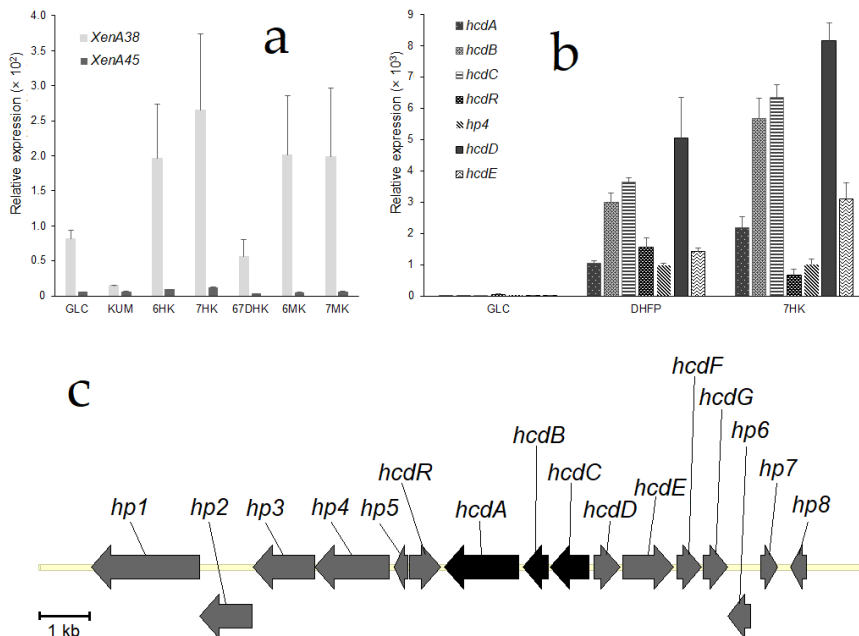 a
Relative expression (× 10²)
XenA38
XenA45
4.0
3.5
3.0
2.5
2.0
1.5
1.0
0.5
0
GLC KUM 6HK 7HK 67DHK 6MK 7MK
b
Relative expression (× 10³)
hcdA
hcdB
hcdC
hcdR
hp4
hcdD
hcdE
9
8
7
6
5
4
3
2
1
0
GLC DHFP 7HK
c
hp1 hp2 hp3 hp4 hp5 hcdR hcdA hcdB hcdC hcdD hcdE hcdF hcdG hp6 hp7 hp8
1 kb